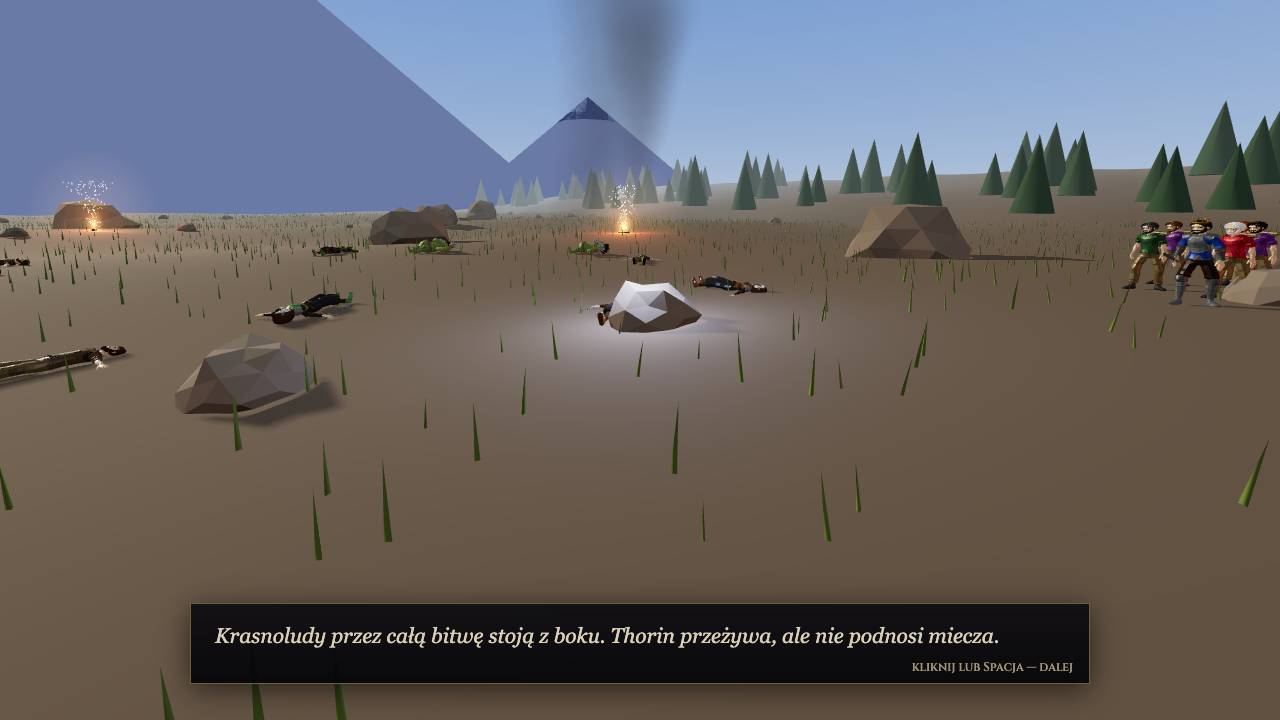 Krasnoludy przez całą bitwę stoją z boku. Thorin przeżywa, ale nie podnosi miecza.
KLIKNIJ LUB SPACJA — DALEJ